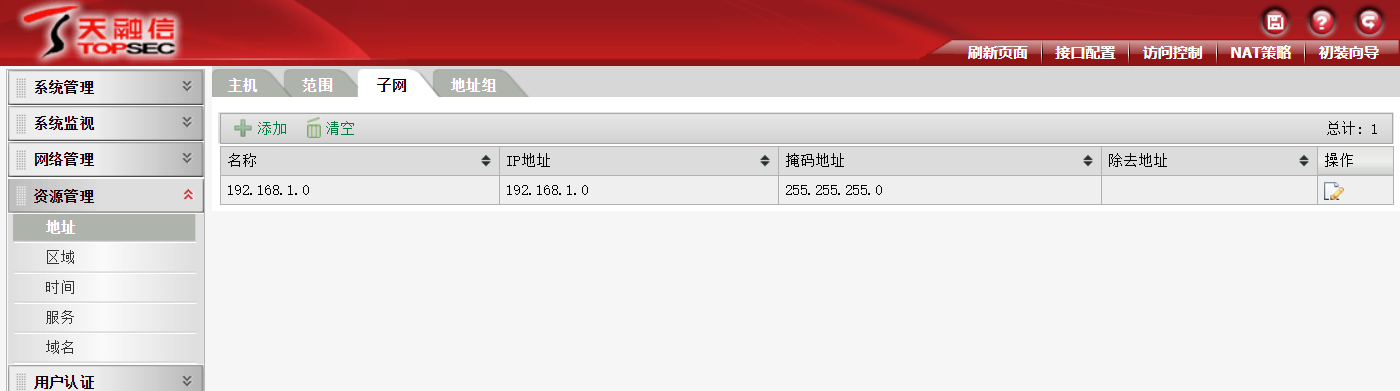 天融信
TOPSEC
刷新页面 接口配置 访问控制 NAT策略 初装向导
系统管理
系统监视
网络管理
资源管理
地址
区域
时间
服务
域名
用户认证
主机 范围 子网 地址组
添加 清空 总计: 1
名称 IP地址 掩码地址 除去地址 操作
192.168.1.0 192.168.1.0 255.255.255.0